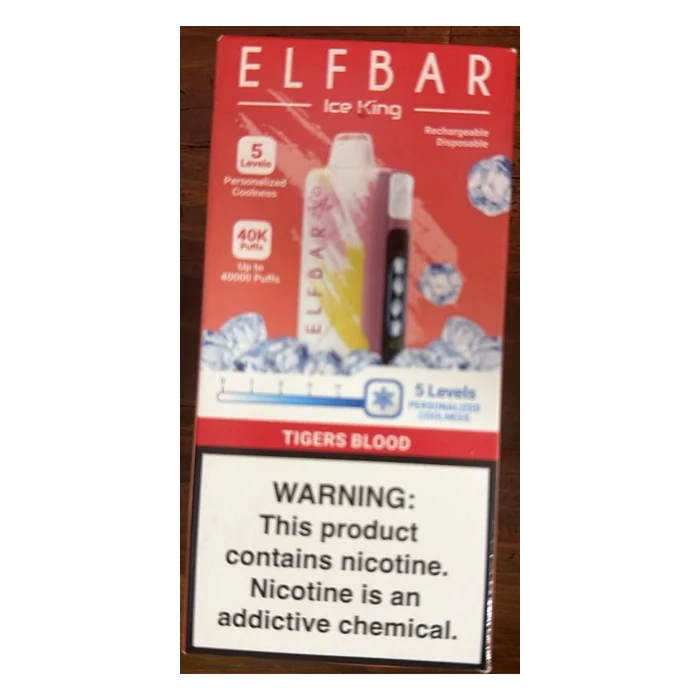 ELFBAR
Ice King
Rechargeable
Disposable
5
Levels
Personalized
Coolness
40K
Puffs
Up to
40000 Puffs
ELFBAR
5 Levels
PERSONALIZED
COOLNESS
TIGERS BLOOD
WARNING:
This product
contains nicotine.
Nicotine is an
addictive chemical.